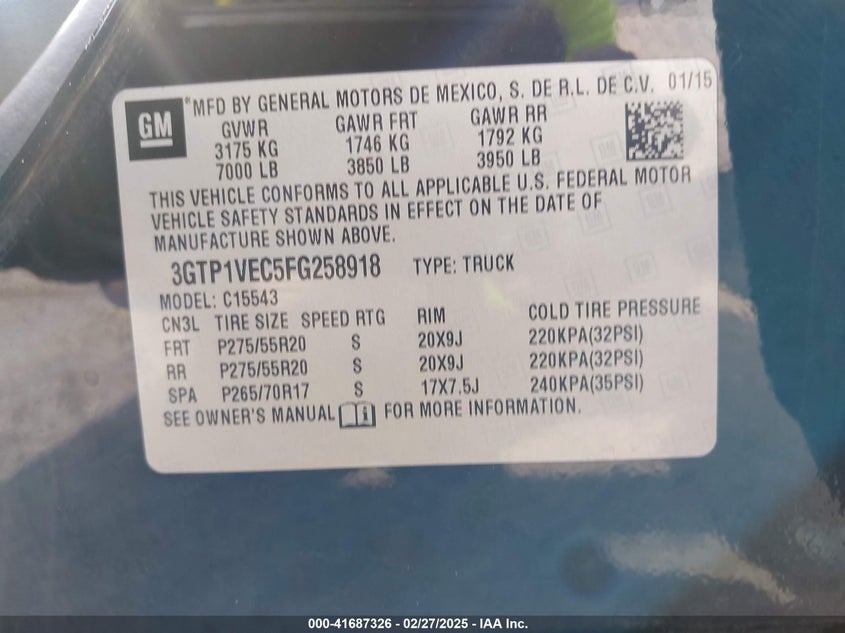 GM
®MFD BY GENERAL MOTORS DE MEXICO, S. DE R.L. DE C.V. 01/15
GVWR GAWR FRT GAWR RR
3175 KG 1746 KG 1792 KG
7000 LB 3850 LB 3950 LB
THIS VEHICLE CONFORMS TO ALL APPLICABLE U.S. FEDERAL MOTOR
VEHICLE SAFETY STANDARDS IN EFFECT ON THE DATE OF
MANUFACTURE SHOWN ABOVE.
3GTP1VEC5FG258918 TYPE: TRUCK
MODEL: C15543
CN3L TIRE SIZE SPEED RTG RIM COLD TIRE PRESSURE
FRT P275/55R20 S 20X9J 220KPA(32PSI)
RR P275/55R20 S 20X9J 220KPA(32PSI)
SPA P265/70R17 S 17X7.5J 240KPA(35PSI)
SEE OWNER'S MANUAL i FOR MORE INFORMATION.
000-41687326 - 02/27/2025 - IAA Inc.